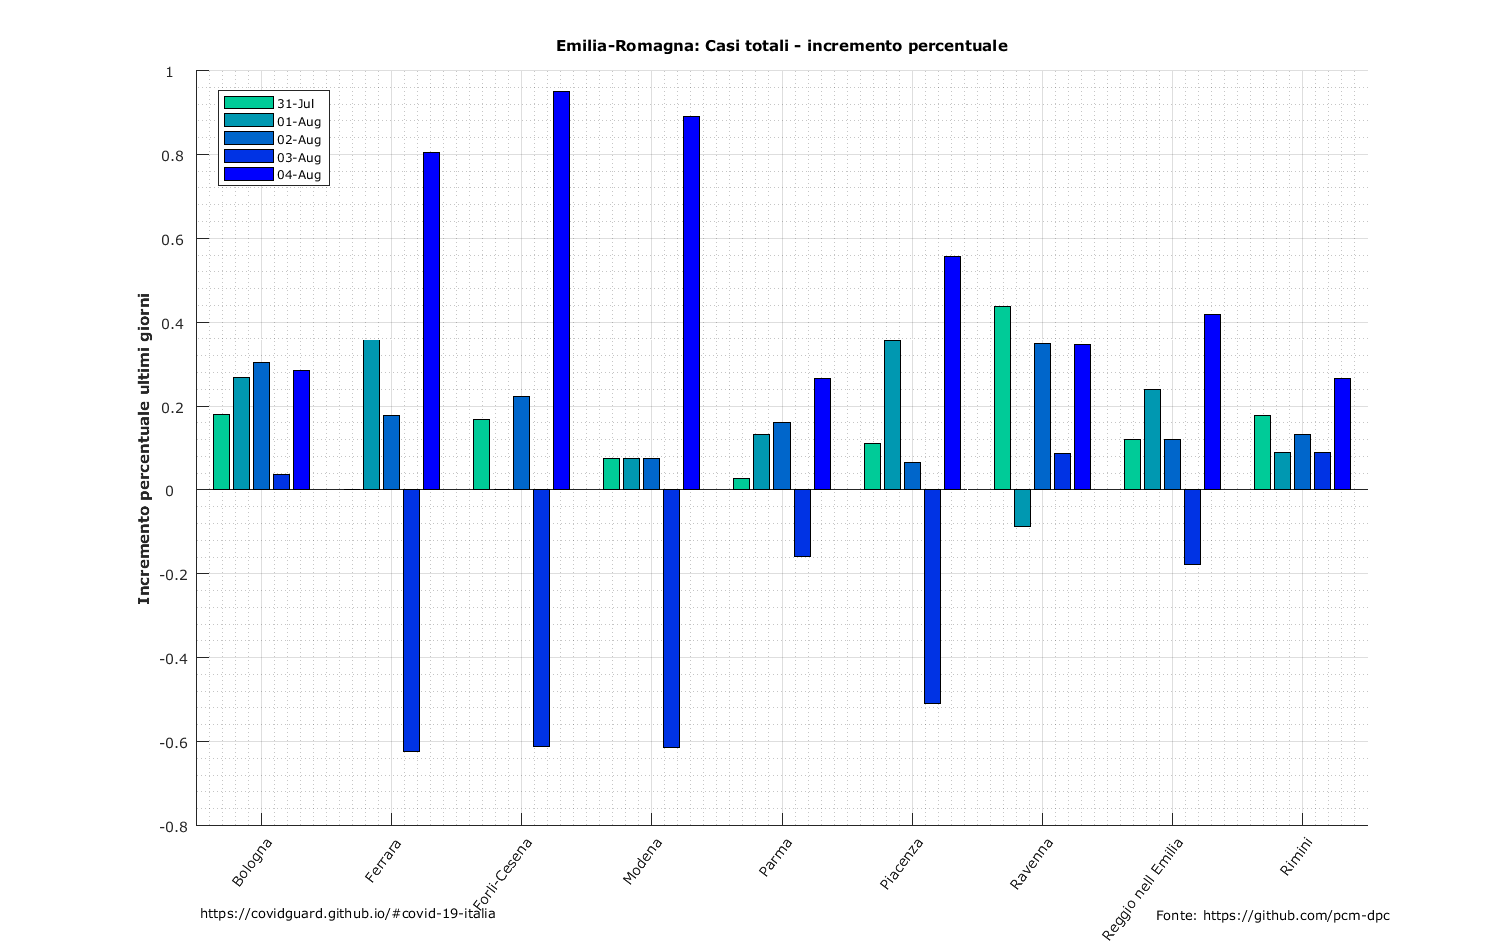 Emilia-Romagna: Casi totali - incremento percentuale
Incremento percentuale ultimi giorni
1
0.8
0.6
0.4
0.2
0
-0.2
-0.4
-0.6
-0.8
31-Jul
01-Aug
02-Aug
03-Aug
04-Aug
Bologna
Ferrara
Forlì-Cesena
Modena
Parma
Piacenza
Ravenna
Reggio nell Emilia
Rimini
https://covidguard.github.io/#covid-19-italia
Fonte: https://github.com/pcm-dpc